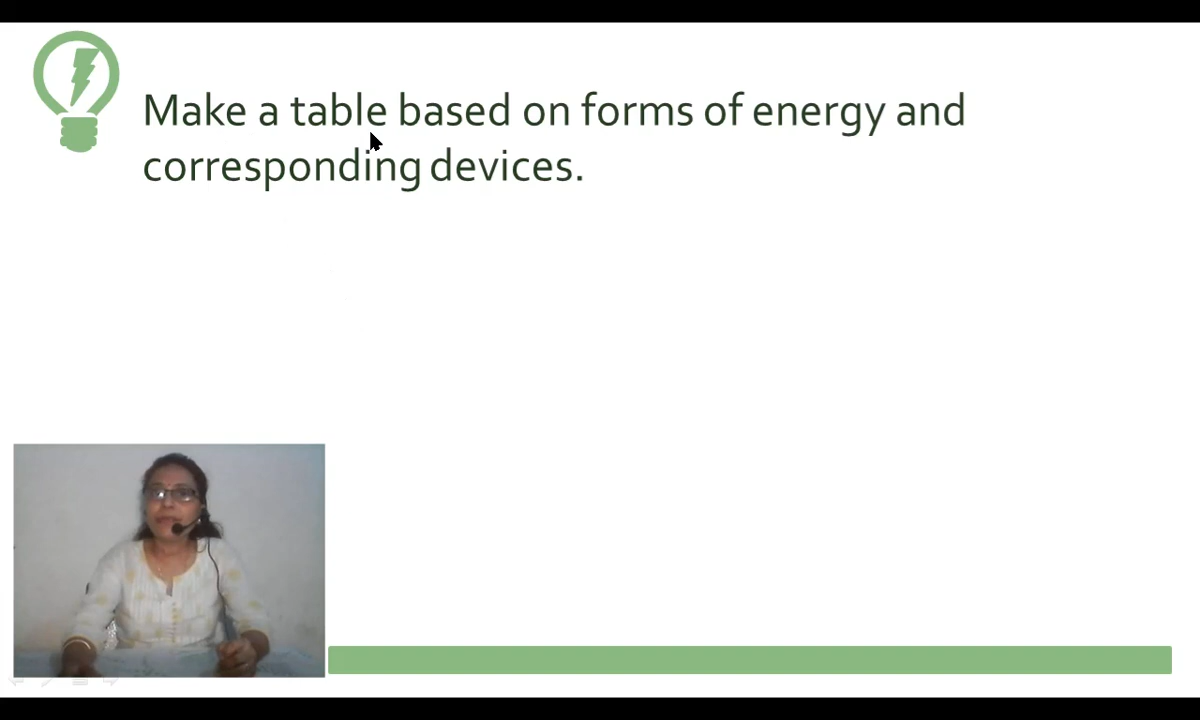 Make a table based on forms of energy and
corresponding devices.